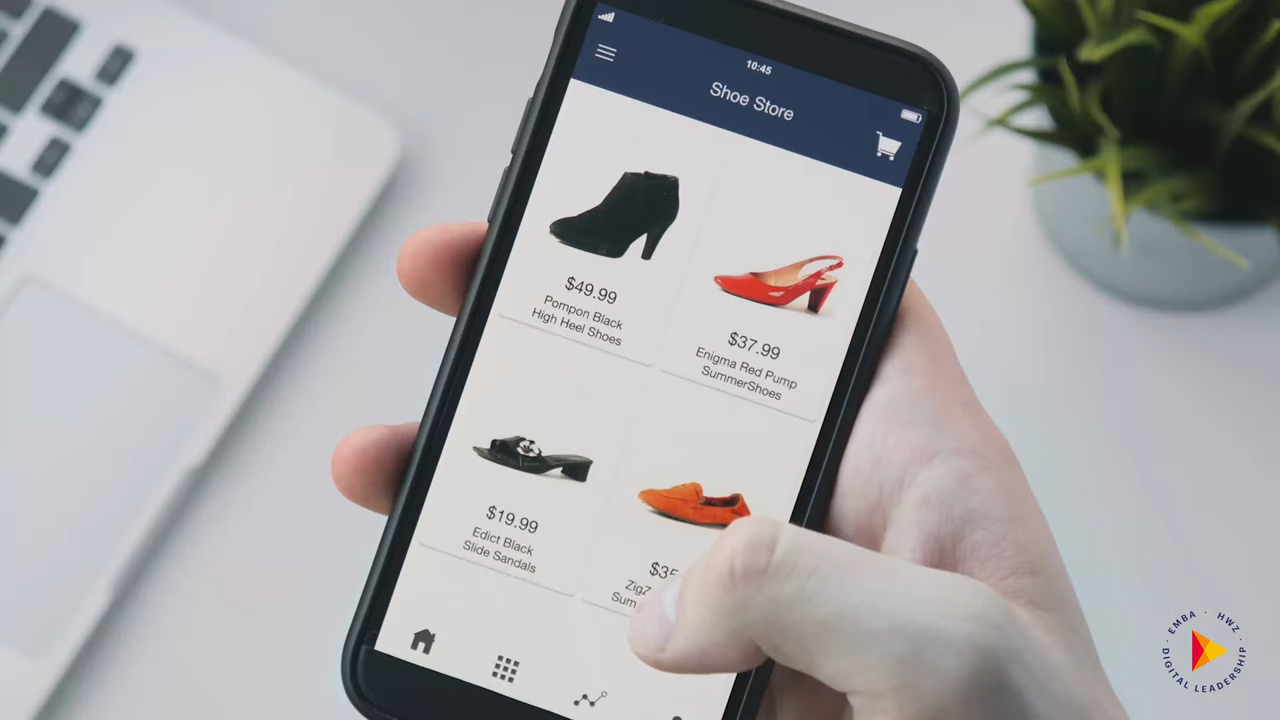 10:45
Shoe Store
$49.99
Pompon Black
High Heel Shoes
$37.99
Enigma Red Pump
SummerShoes
$19.99
Edict Black
Slide Sandals
EMBA · HWZ
· DIGITAL LEADERSHIP ·